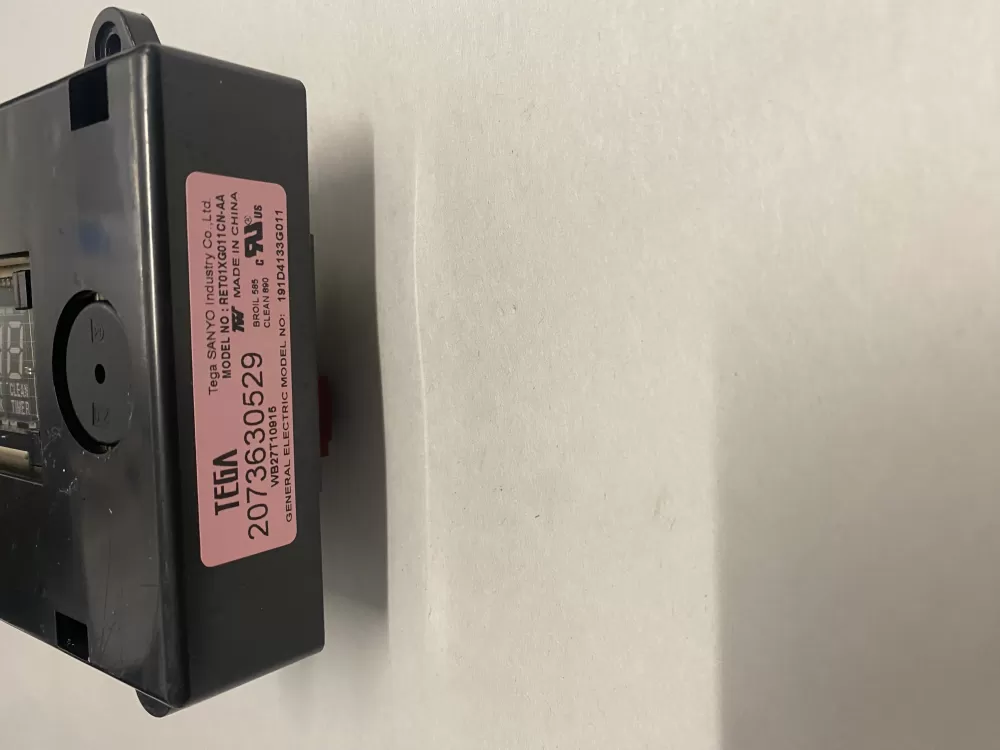 Tega SANYO Industry Co.,Ltd.
MODEL NO : RET01XG011CN-AA
TEGA
MADE IN CHINA
2073630529
BROIL 585
CLEAN 890
c US
WB27T10915
GENERAL ELECTRIC MODEL NO: 191D4133G011
CLEAN
TIMER